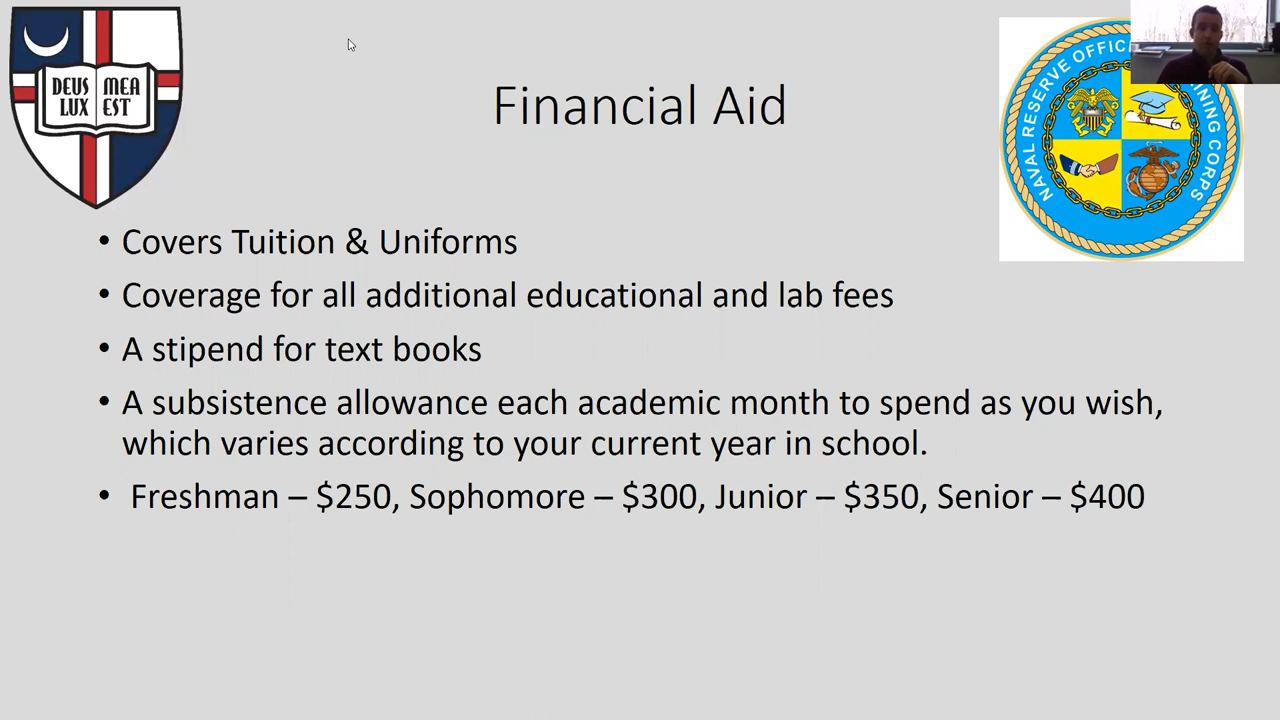 DEUS MEA
LUX EST
Financial Aid
NAVAL RESERVE OFFIC
NING CORPS
• Covers Tuition & Uniforms
• Coverage for all additional educational and lab fees
• A stipend for text books
• A subsistence allowance each academic month to spend as you wish,
which varies according to your current year in school.
• Freshman – $250, Sophomore – $300, Junior – $350, Senior – $400